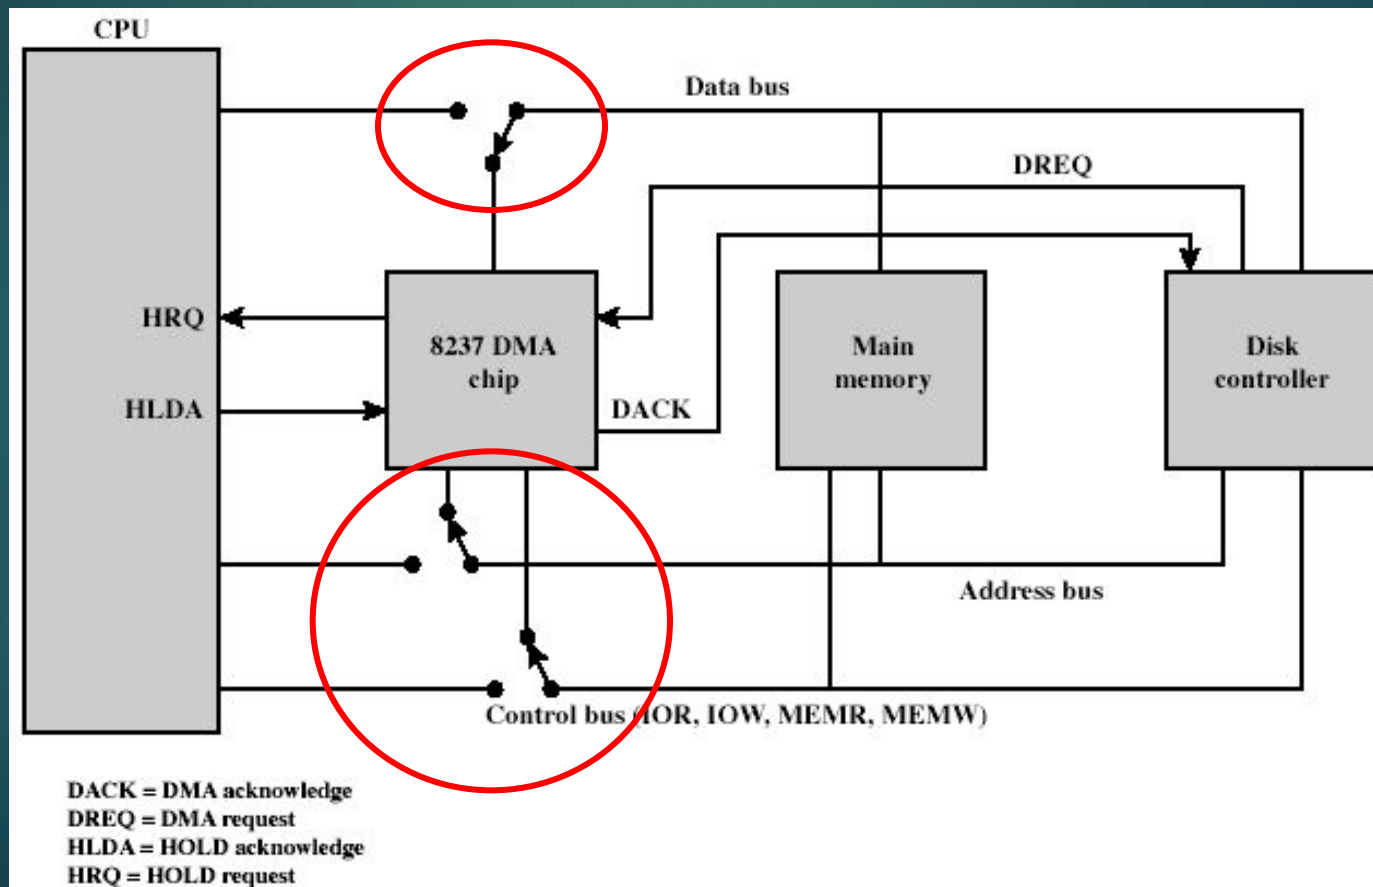 CPU
Data bus
DREQ
HRQ
8237 DMA
chip
Main
memory
Disk
controller
HLDA
DACK
Address bus
Control bus (IOR, IOW, MEMR, MEMW)
DACK = DMA acknowledge
DREQ = DMA request
HLDA = HOLD acknowledge
HRQ = HOLD request